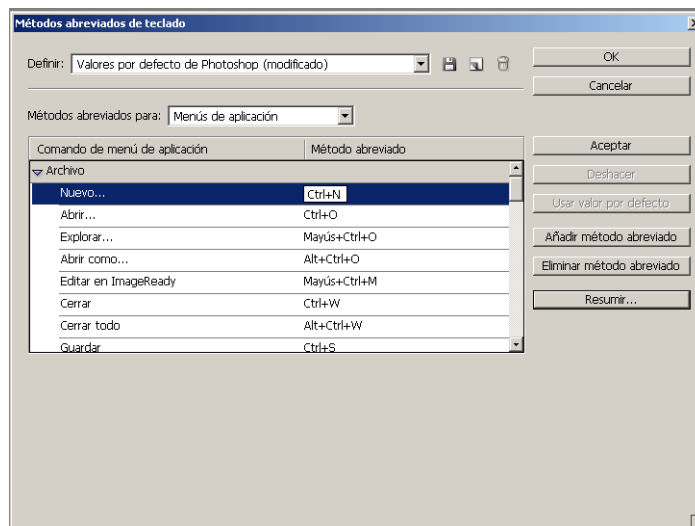 Métodos abreviados de teclado
Definir: Valores por defecto de Photoshop (modificado)
OK
Cancelar
Métodos abreviados para: Menús de aplicación
Comando de menú de aplicación Método abreviado
Aceptar
Archivo
Deshacer
Nuevo... Ctrl+N
Usar valor por defecto
Abrir... Ctrl+O
Explorar... Mayús+Ctrl+O
Añadir método abreviado
Abrir como... Alt+Ctrl+O
Eliminar método abreviado
Editar en ImageReady Mayús+Ctrl+M
Cerrar Ctrl+W
Resumir...
Cerrar todo Alt+Ctrl+W
Guardar Ctrl+S